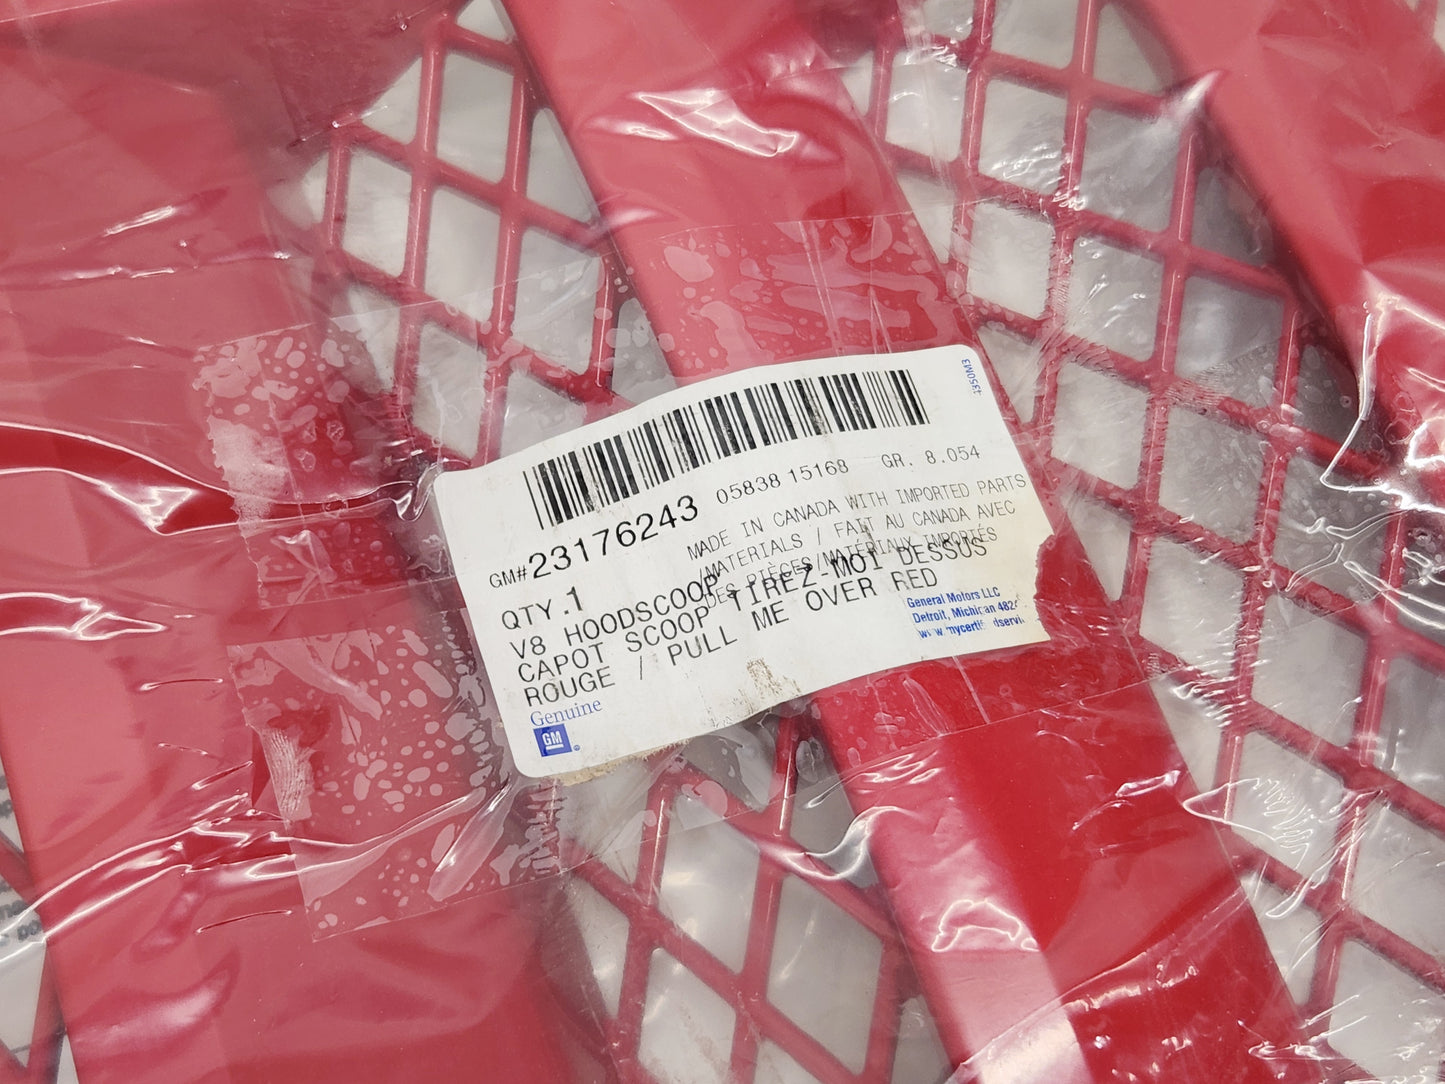 4350M3
GM# 23176243 05838 15168 GR. 8.054
MADE IN CANADA WITH IMPORTED PARTS
/MATERIALS / FAIT AU CANADA AVEC
DES PIÈCES/MATÉRIAUX IMPORTÉS
QTY.1
V8 HOODSCOOP, TIREZ-MOI DESSUS
CAPOT SCOOP
ROUGE / PULL ME OVER RED
General Motors LLC
Detroit, Michigan
Genuine
GM